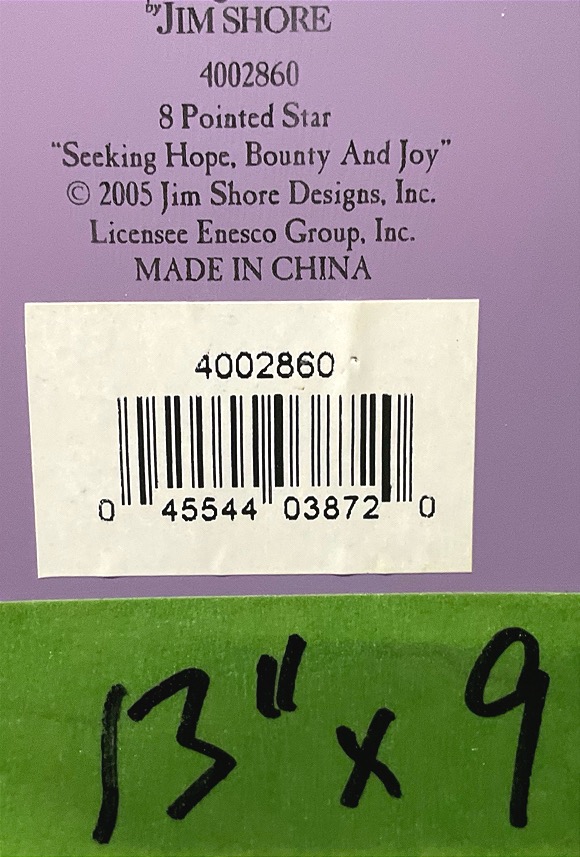 by JIM SHORE
4002860
8 Pointed Star
“Seeking Hope, Bounty And Joy”
© 2005 Jim Shore Designs, Inc.
Licensee Enesco Group, Inc.
MADE IN CHINA
4002860
0 45544 03872 0
13" x 9